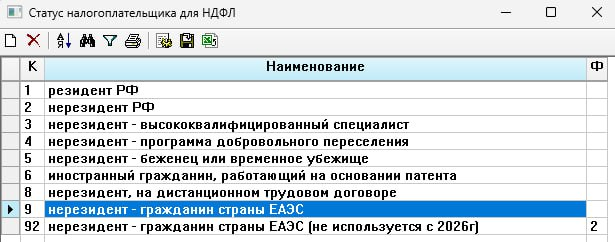 Статус налогоплательщика для НДФЛ
К Наименование Ф
1 резидент РФ
2 нерезидент РФ
3 нерезидент - высококвалифицированный специалист
4 нерезидент - программа добровольного переселения
5 нерезидент - беженец или временное убежище
6 иностранный гражданин, работающий на основании патента
8 нерезидент, на дистанционном трудовом договоре
9 нерезидент - гражданин страны ЕАЭС
92 нерезидент - гражданин страны ЕАЭС (не используется с 2026г) 2